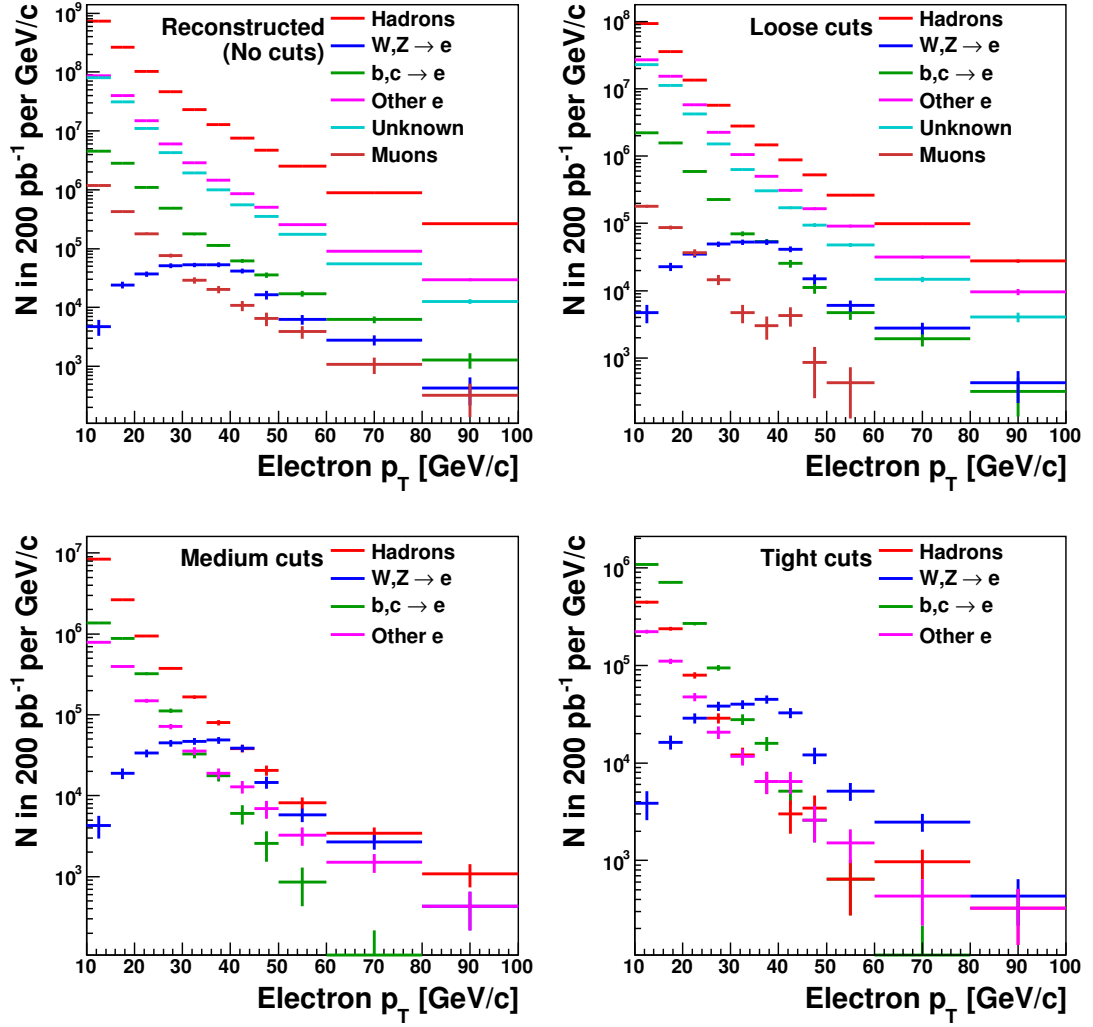 Reconstructed
(No cuts)
Hadrons
W,Z → e
b,c → e
Other e
Unknown
Muons
N in 200 pb⁻¹ per GeV/c
10⁹
10⁸
10⁷
10⁶
10⁵
10⁴
10³
10 20 30 40 50 60 70 80 90 100
Electron p_T [GeV/c]
Loose cuts
Hadrons
W,Z → e
b,c → e
Other e
Unknown
Muons
N in 200 pb⁻¹ per GeV/c
10⁸
10⁷
10⁶
10⁵
10⁴
10³
10 20 30 40 50 60 70 80 90 100
Electron p_T [GeV/c]
Medium cuts
Hadrons
W,Z → e
b,c → e
Other e
N in 200 pb⁻¹ per GeV/c
10⁷
10⁶
10⁵
10⁴
10³
10 20 30 40 50 60 70 80 90 100
Electron p_T [GeV/c]
Tight cuts
Hadrons
W,Z → e
b,c → e
Other e
N in 200 pb⁻¹ per GeV/c
10⁶
10⁵
10⁴
10³
10 20 30 40 50 60 70 80 90 100
Electron p_T [GeV/c]